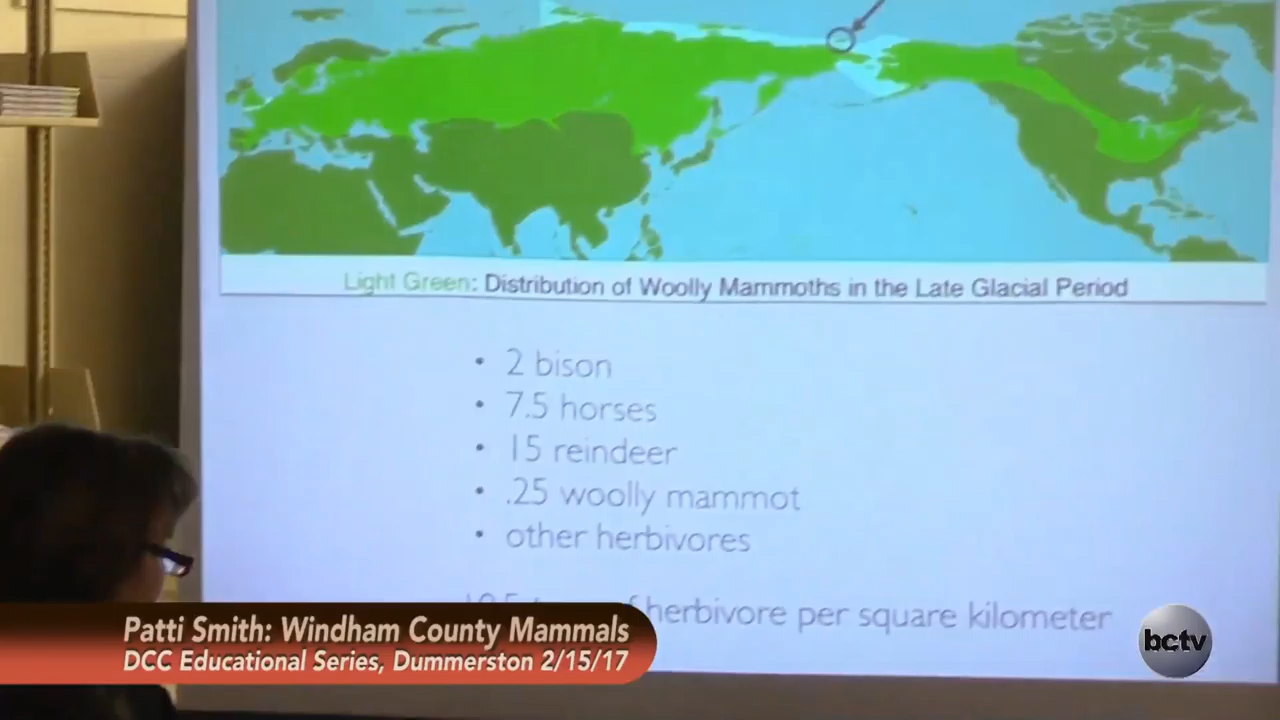 Light Green: Distribution of Woolly Mammoths in the Late Glacial Period
• 2 bison
• 7.5 horses
• 15 reindeer
• .25 woolly mammot
• other herbivores
herbivore per square kilometer
Patti Smith: Windham County Mammals
DCC Educational Series, Dummerston 2/15/17
bctv